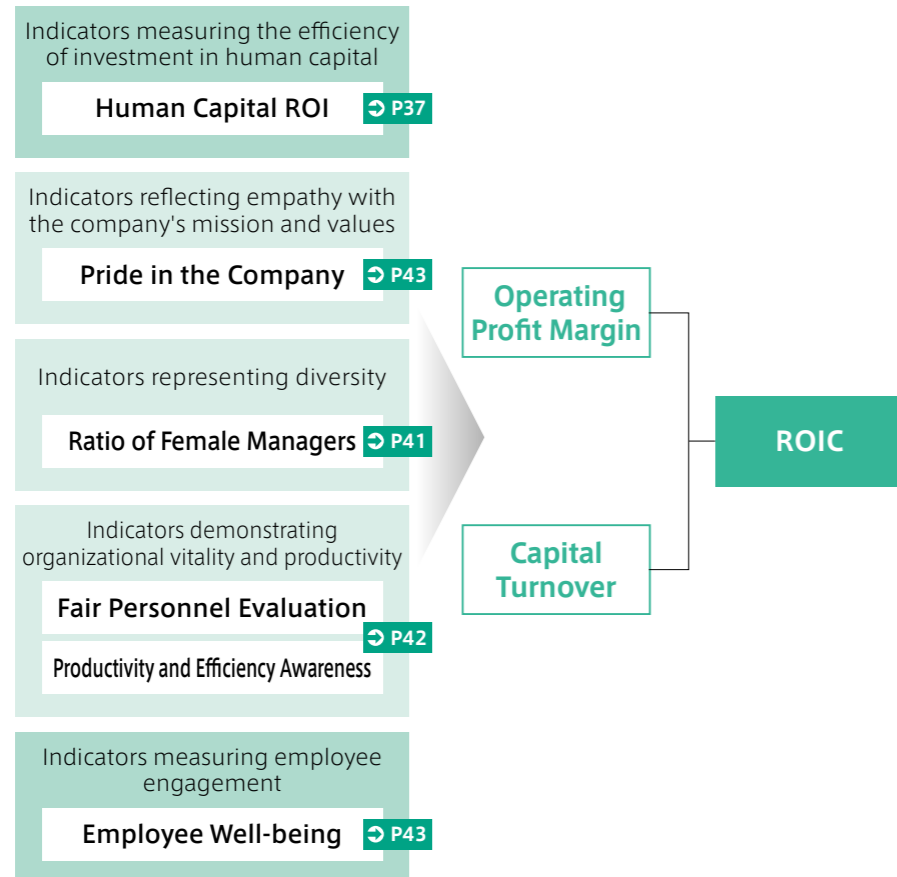 Indicators measuring the efficiency
of investment in human capital
Human Capital ROI
P37
Indicators reflecting empathy with
the company's mission and values
Pride in the Company
P43
Indicators representing diversity
Ratio of Female Managers
P41
Indicators demonstrating
organizational vitality and productivity
Fair Personnel Evaluation
P42
Productivity and Efficiency Awareness
Indicators measuring employee
engagement
Employee Well-being
P43
Operating
Profit Margin
Capital
Turnover
ROIC